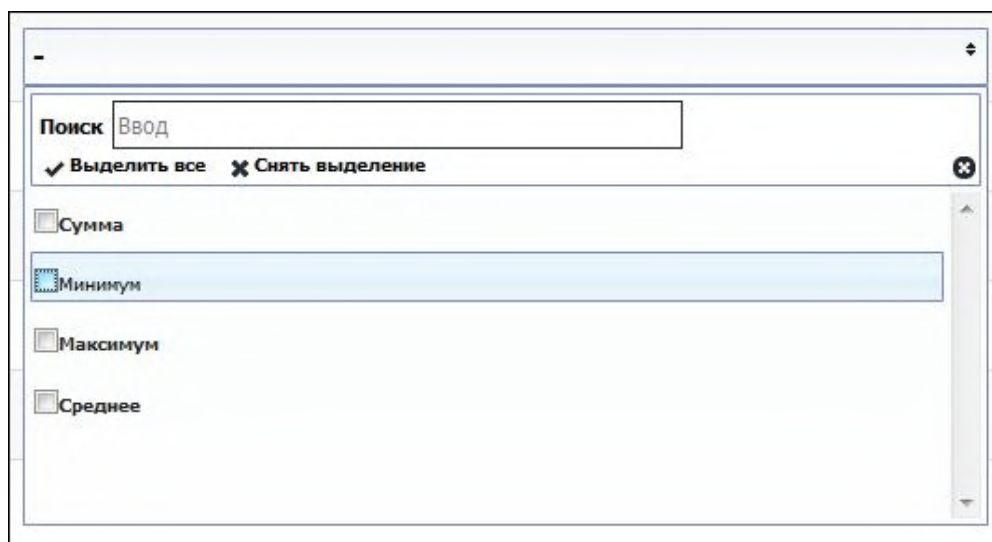 -
Поиск Ввод
Выделить все Снять выделение
Сумма
Минимум
Максимум
Среднее